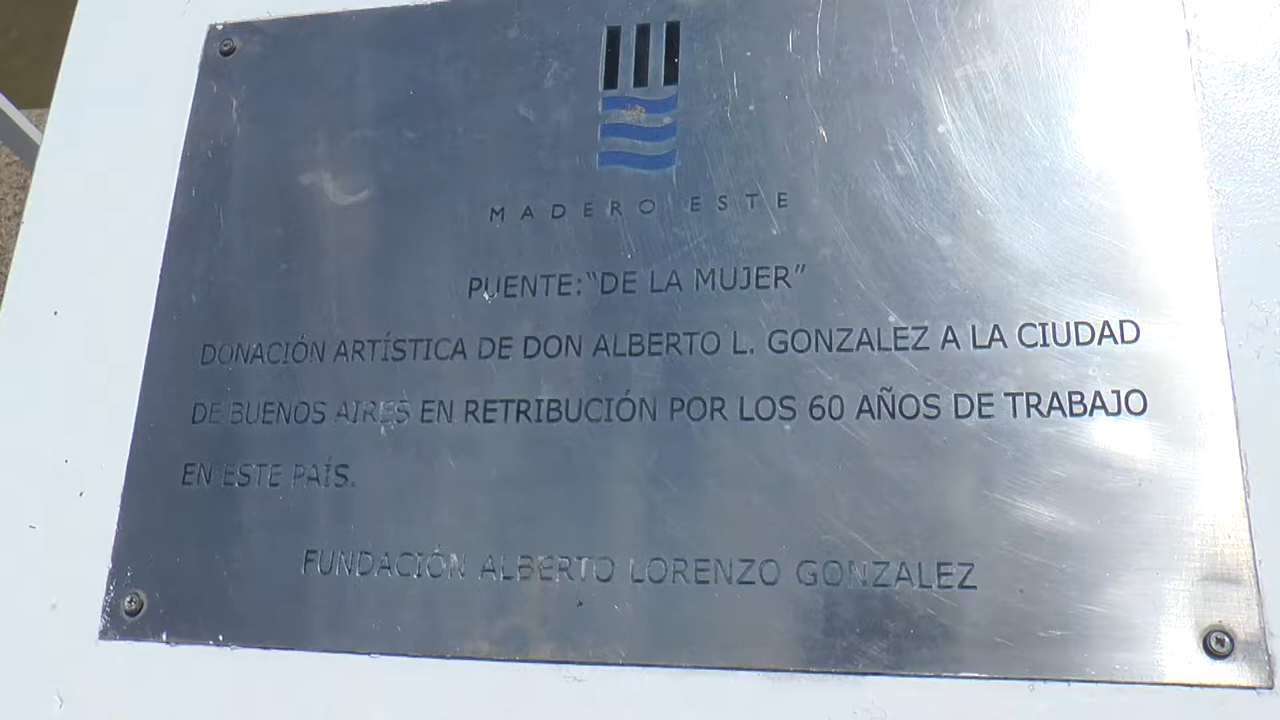 MADERO ESTE
PUENTE:“DE LA MUJER”
DONACIÓN ARTÍSTICA DE DON ALBERTO L. GONZALEZ A LA CIUDAD
DE BUENOS AIRES EN RETRIBUCIÓN POR LOS 60 AÑOS DE TRABAJO
EN ESTE PAÍS.
FUNDACIÓN ALBERTO LORENZO GONZALEZ